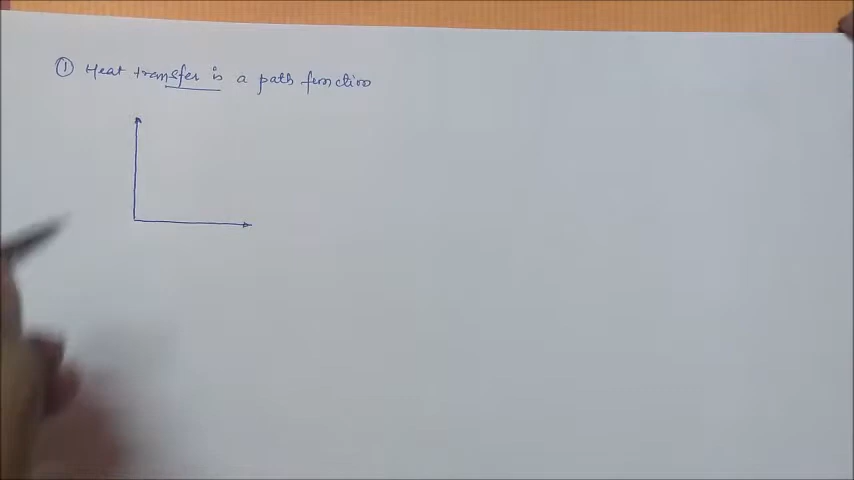 ① Heat transfer is a path function